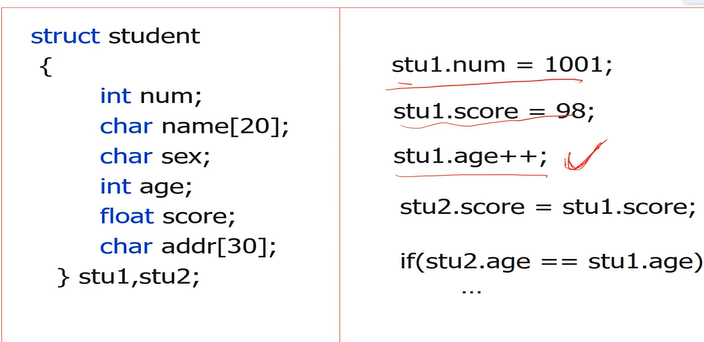 struct student
{
int num;
char name[20];
char sex;
int age;
float score;
char addr[30];
} stu1,stu2;
stu1.num = 1001;
stu1.score = 98;
stu1.age++;
stu2.score = stu1.score;
if(stu2.age == stu1.age)
...